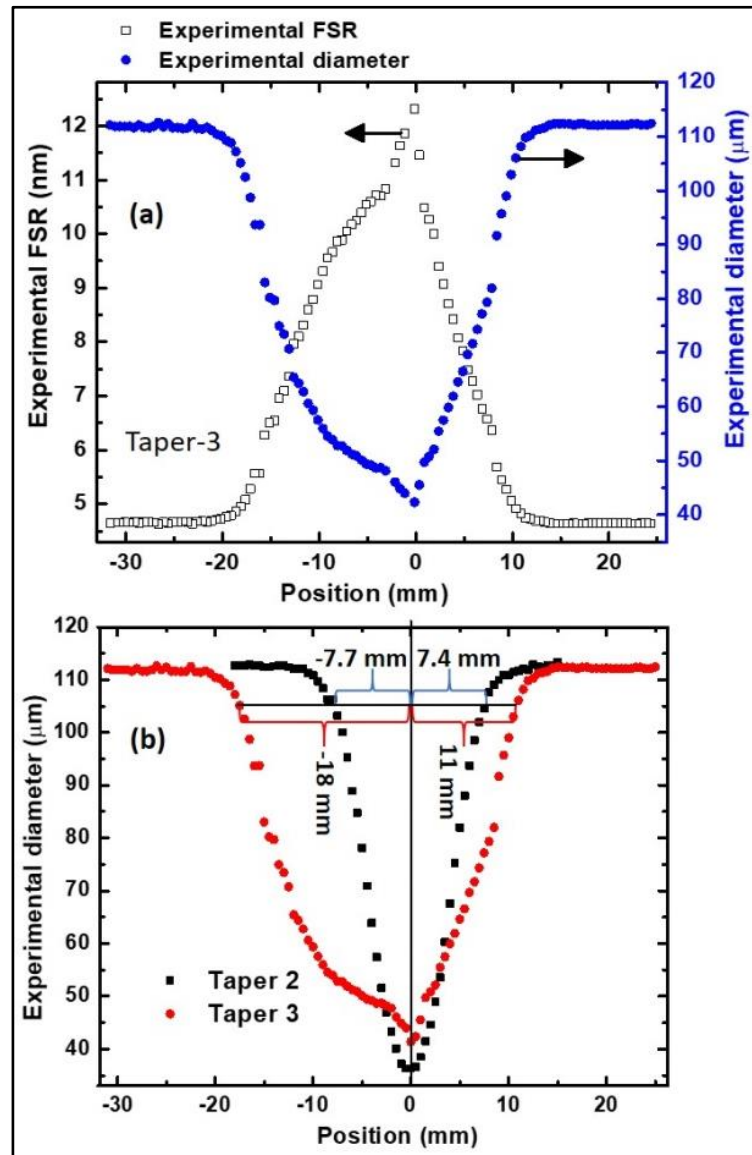 Experimental FSR
Experimental diameter
Experimental FSR (nm)
12
11
10
9
8
7
6
5
(a)
Taper-3
120
110
100
90
80
70
60
50
40
Experimental diameter (μm)
-30 -20 -10 0 10 20
Position (mm)
Experimental diameter (μm)
120
110
100
90
80
70
60
50
40
-7.7 mm 7.4 mm
(b)
-18 mm
11 mm
Taper 2
Taper 3
-30 -20 -10 0 10 20
Position (mm)